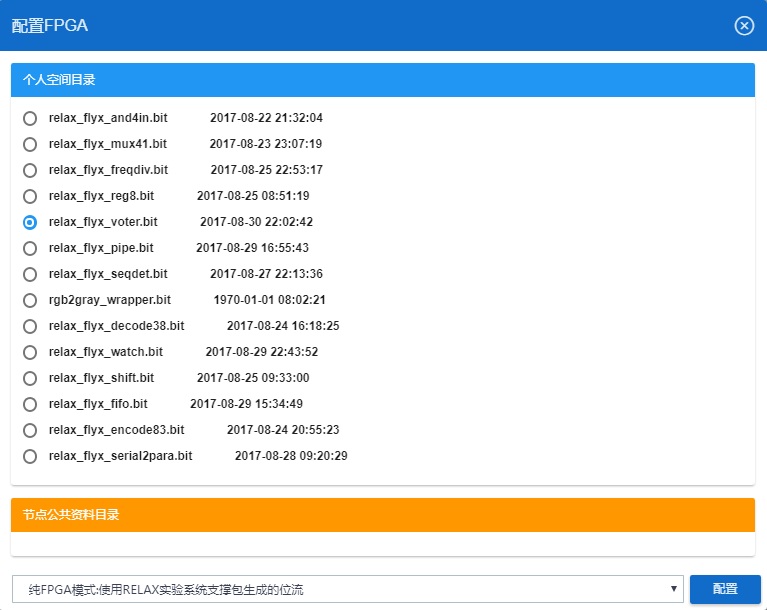 配置FPGA
个人空间目录
relax_flyx_and4in.bit 2017-08-22 21:32:04
relax_flyx_mux41.bit 2017-08-23 23:07:19
relax_flyx_freqdiv.bit 2017-08-25 22:53:17
relax_flyx_reg8.bit 2017-08-25 08:51:19
relax_flyx_voter.bit 2017-08-30 22:02:42
relax_flyx_pipe.bit 2017-08-29 16:55:43
relax_flyx_seqdet.bit 2017-08-27 22:13:36
rgb2gray_wrapper.bit 1970-01-01 08:02:21
relax_flyx_decode38.bit 2017-08-24 16:18:25
relax_flyx_watch.bit 2017-08-29 22:43:52
relax_flyx_shift.bit 2017-08-25 09:33:00
relax_flyx_fifo.bit 2017-08-29 15:34:49
relax_flyx_encode83.bit 2017-08-24 20:55:23
relax_flyx_serial2para.bit 2017-08-28 09:20:29
节点公共资料目录
纯FPGA模式:使用RELAX实验系统支撑包生成的位流
配置